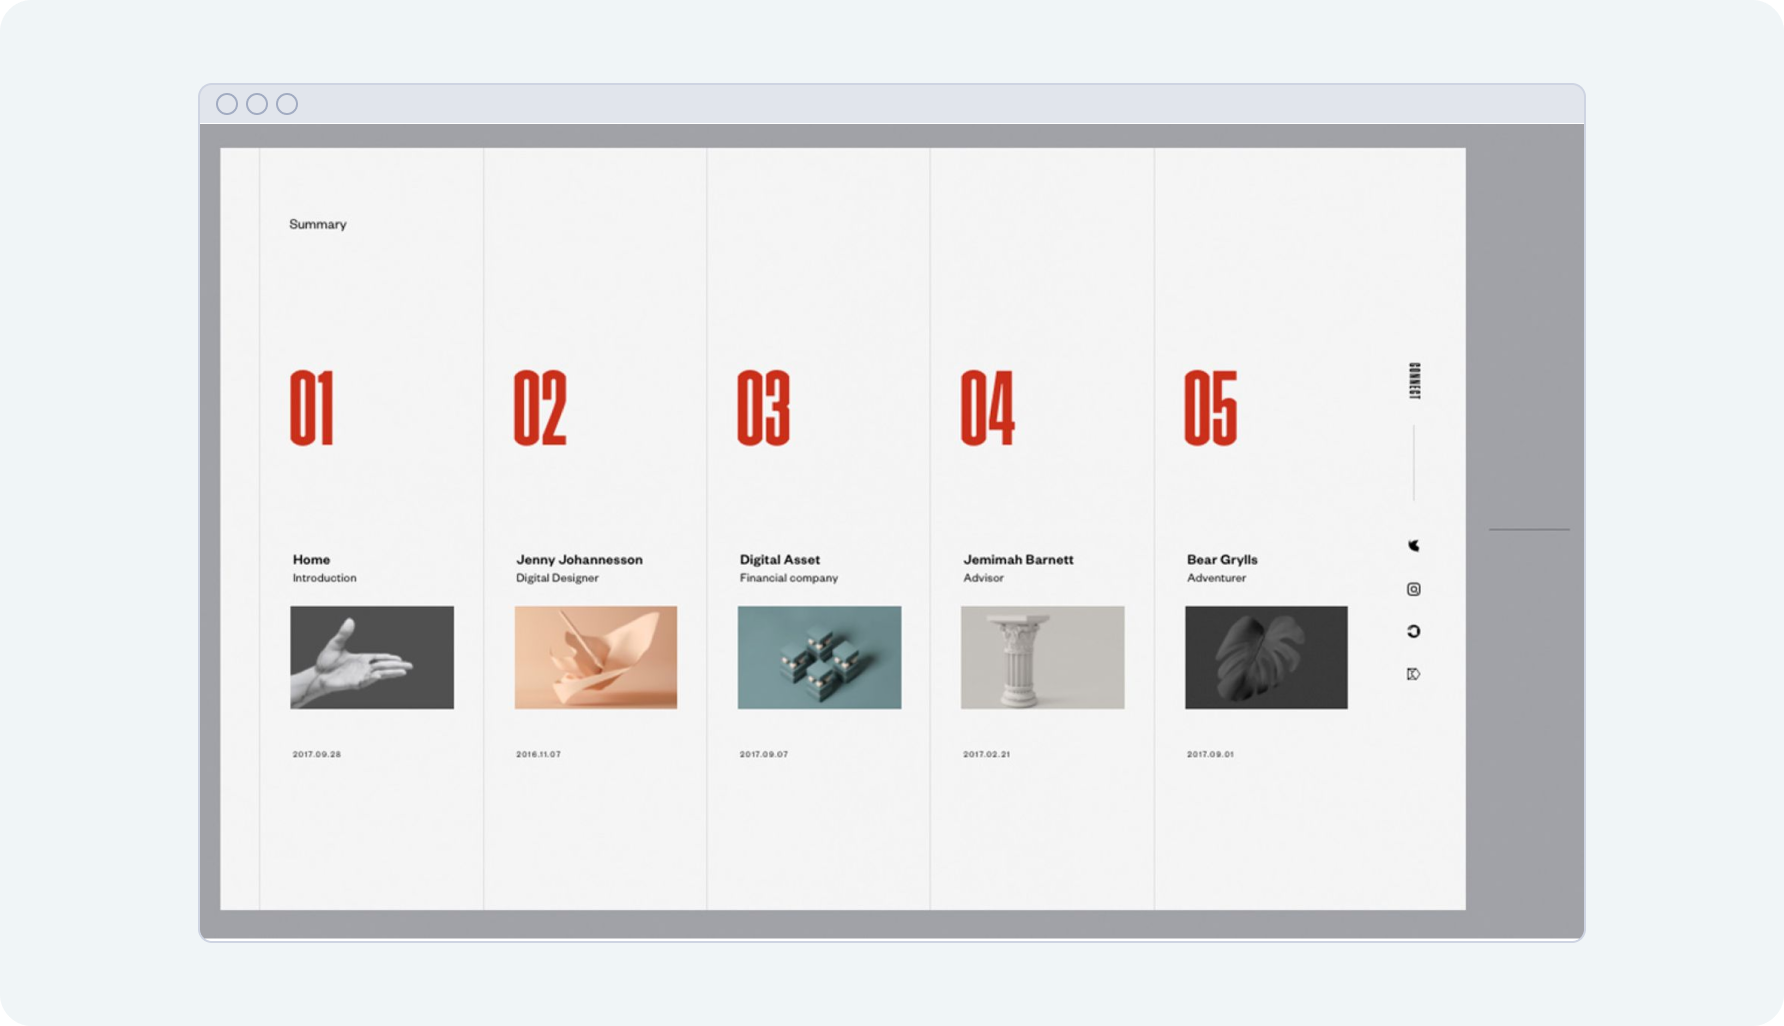 Summary
01
02
03
04
05
CONNECT
Home
Introduction
Jenny Johannesson
Digital Designer
Digital Asset
Financial company
Jemimah Barnett
Advisor
Bear Grylls
Adventurer
2017.09.28
2016.11.07
2017.09.07
2017.02.21
2017.09.01